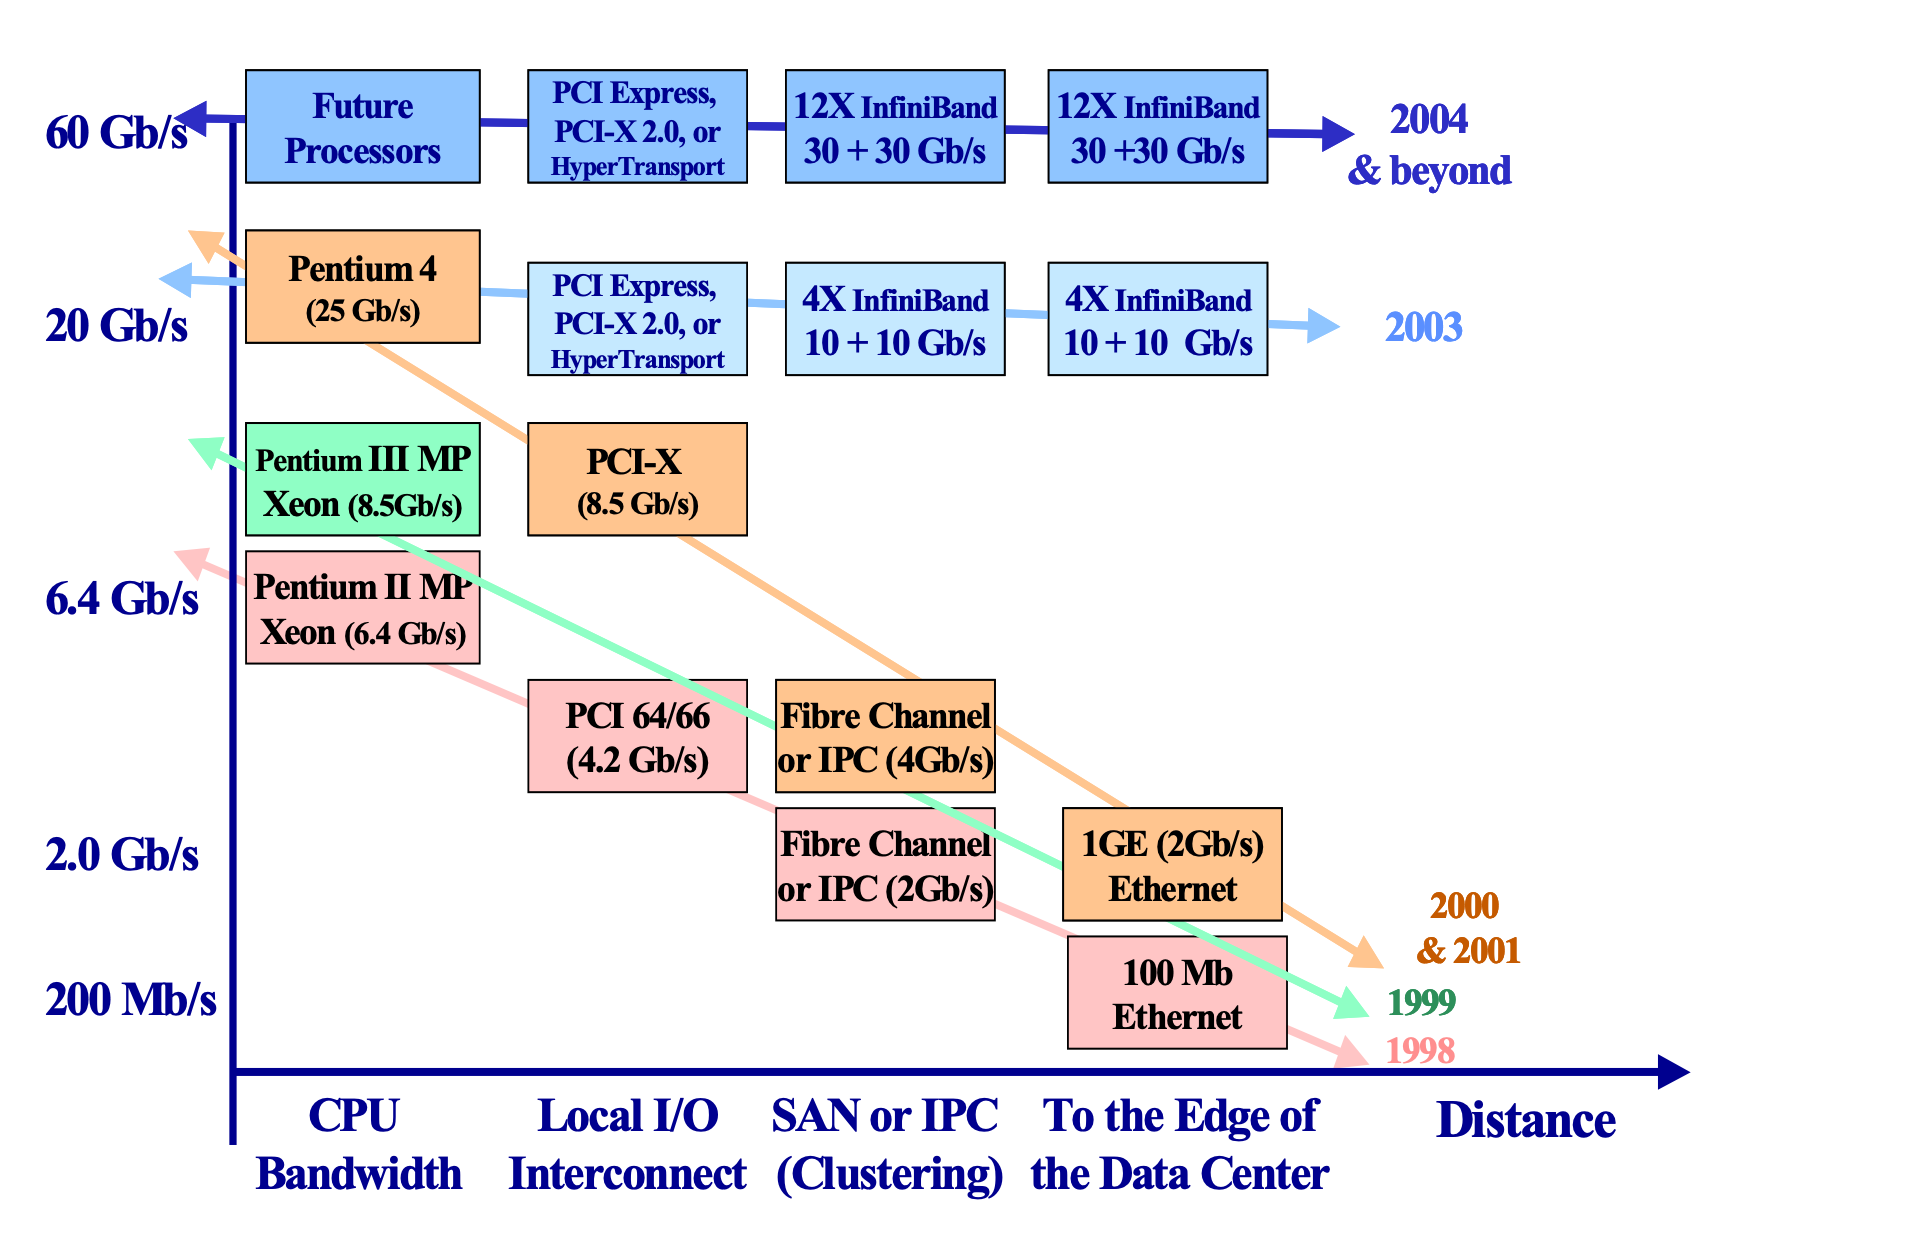 60 Gb/s
Future
Processors
PCI Express,
PCI-X 2.0, or
HyperTransport
12X InfiniBand
30 + 30 Gb/s
12X InfiniBand
30 +30 Gb/s
2004
& beyond
20 Gb/s
Pentium 4
(25 Gb/s)
PCI Express,
PCI-X 2.0, or
HyperTransport
4X InfiniBand
10 + 10 Gb/s
4X InfiniBand
10 + 10 Gb/s
2003
Pentium III MP
Xeon (8.5Gb/s)
PCI-X
(8.5 Gb/s)
6.4 Gb/s
Pentium II MP
Xeon (6.4 Gb/s)
PCI 64/66
(4.2 Gb/s)
Fibre Channel
or IPC (4Gb/s)
2.0 Gb/s
Fibre Channel
or IPC (2Gb/s)
1GE (2Gb/s)
Ethernet
2000
& 2001
200 Mb/s
100 Mb
Ethernet
1999
1998
CPU
Bandwidth
Local I/O
Interconnect
SAN or IPC
(Clustering)
To the Edge of
the Data Center
Distance